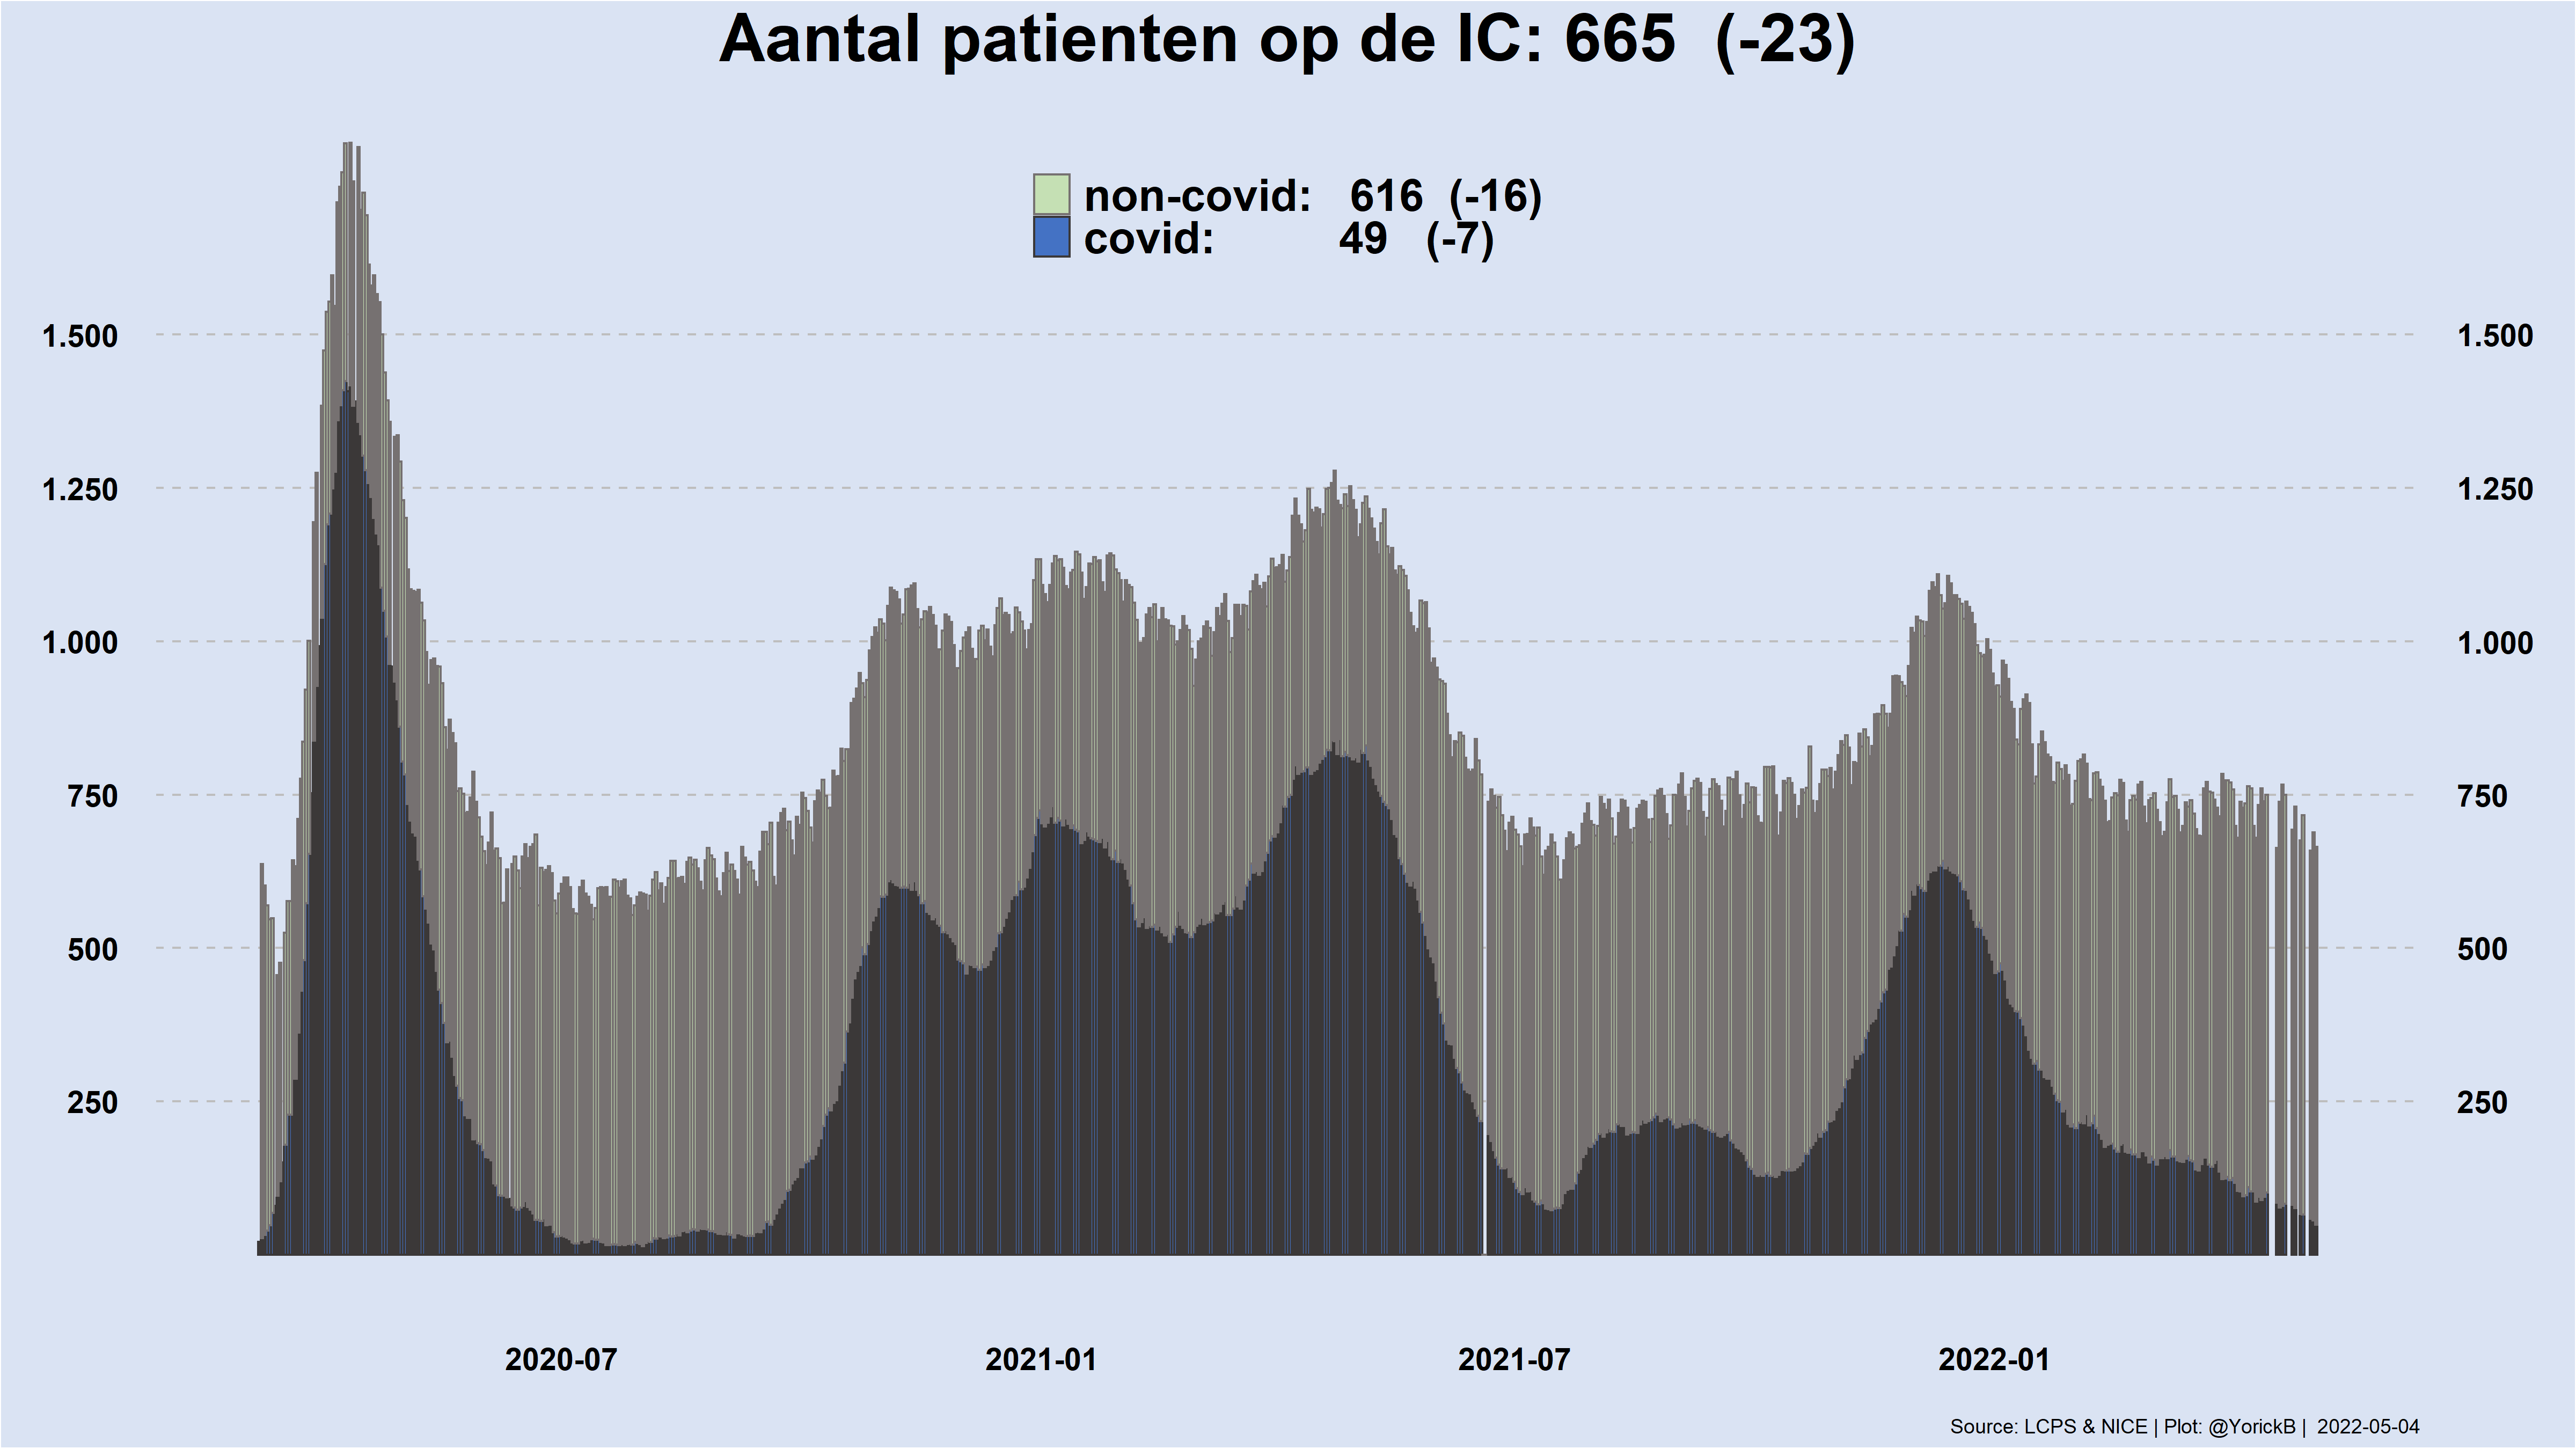 Aantal patienten op de IC: 665 (-23)
non-covid: 616 (-16)
covid: 49 (-7)
1.500 1.500
1.250 1.250
1.000 1.000
750 750
500 500
250 250
2020-07 2021-01 2021-07 2022-01
Source: LCPS & NICE | Plot: @YorickB | 2022-05-04